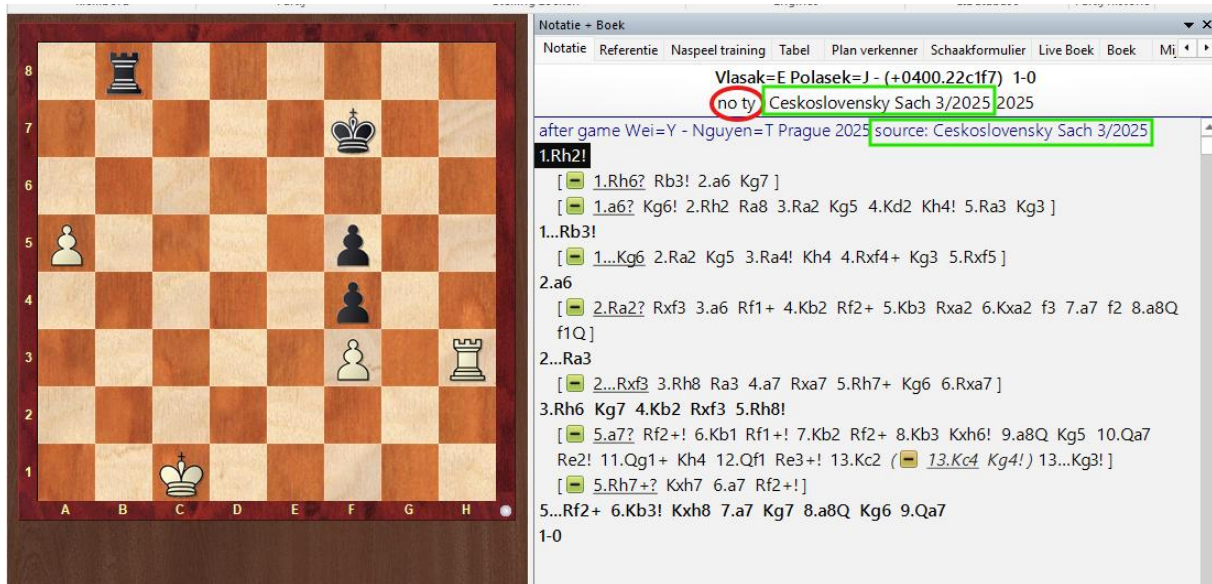 Notatie + Boek
Notatie Referentie Naspeel training Tabel Plan verkenner Schaakformulier Live Boek Boek Mij
Vlasak=E Polasek=J - (+0400.22c1f7) 1-0
no ty Ceskoslovensky Sach 3/2025 2025
after game Wei=Y - Nguyen=T Prague 2025 source: Ceskoslovensky Sach 3/2025
1.Rh2!
[ 1.Rh6? Rb3! 2.a6 Kg7 ]
[ 1.a6? Kg6! 2.Rh2 Ra8 3.Ra2 Kg5 4.Kd2 Kh4! 5.Ra3 Kg3 ]
1...Rb3!
[ 1...Kg6 2.Ra2 Kg5 3.Ra4! Kh4 4.Rxf4+ Kg3 5.Rxf5 ]
2.a6
[ 2.Ra2? Rxf3 3.a6 Rf1+ 4.Kb2 Rf2+ 5.Kb3 Rxa2 6.Kxa2 f3 7.a7 f2 8.a8Q
f1Q ]
2...Ra3
[ 2...Rxf3 3.Rh8 Ra3 4.a7 Rxa7 5.Rh7+ Kg6 6.Rxa7 ]
3.Rh6 Kg7 4.Kb2 Rxf3 5.Rh8!
[ 5.a7? Rf2+! 6.Kb1 Rf1+! 7.Kb2 Rf2+ 8.Kb3 Kxh6! 9.a8Q Kg5 10.Qa7
Re2! 11.Qg1+ Kh4 12.Qf1 Re3+! 13.Kc2 ( 13.Kc4 Kg4! ) 13...Kg3! ]
[ 5.Rh7+? Kxh7 6.a7 Rf2+! ]
5...Rf2+ 6.Kb3! Kxh8 7.a7 Kg7 8.a8Q Kg6 9.Qa7
1-0
8
7
6
5
4
3
2
1
A B C D E F G H